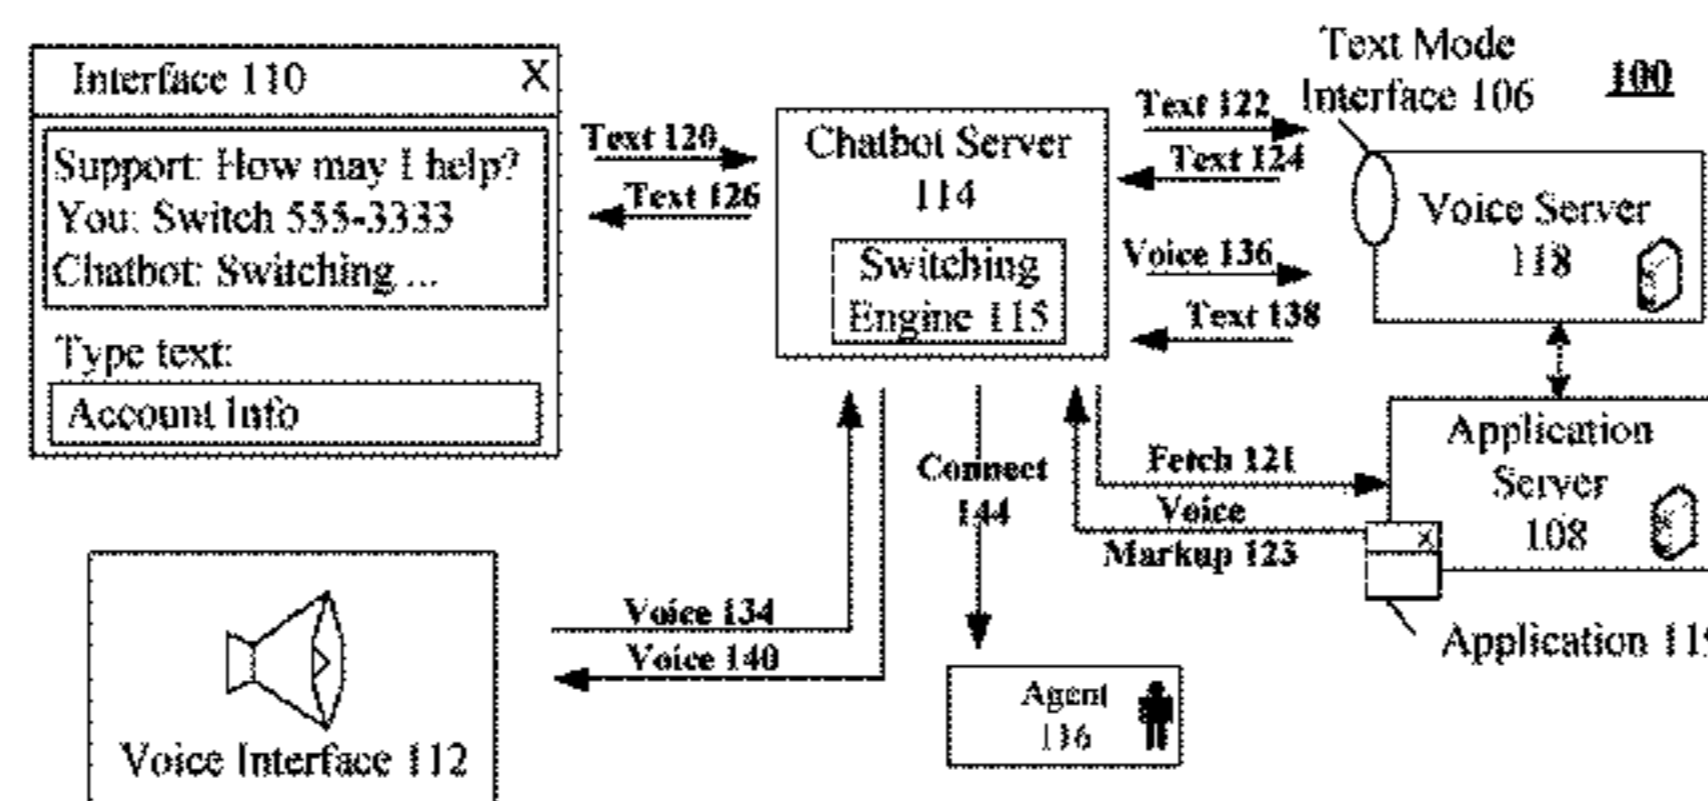 Interface 110 X
Support: How may I help?
You: Switch 555-3333
Chatbot: Switching ...
Type text:
Account Info
Text 120
Text 126
Chatbot Server
114
Switching
Engine 115
Text 122
Text 124
Voice 136
Text 138
Text Mode
Interface 106
100
Voice Server
118
Application
Server
108
X
Application
Fetch 121
Voice
Markup 123
Connect
144
Agent
116
Voice 134
Voice 140
Voice Interface 112